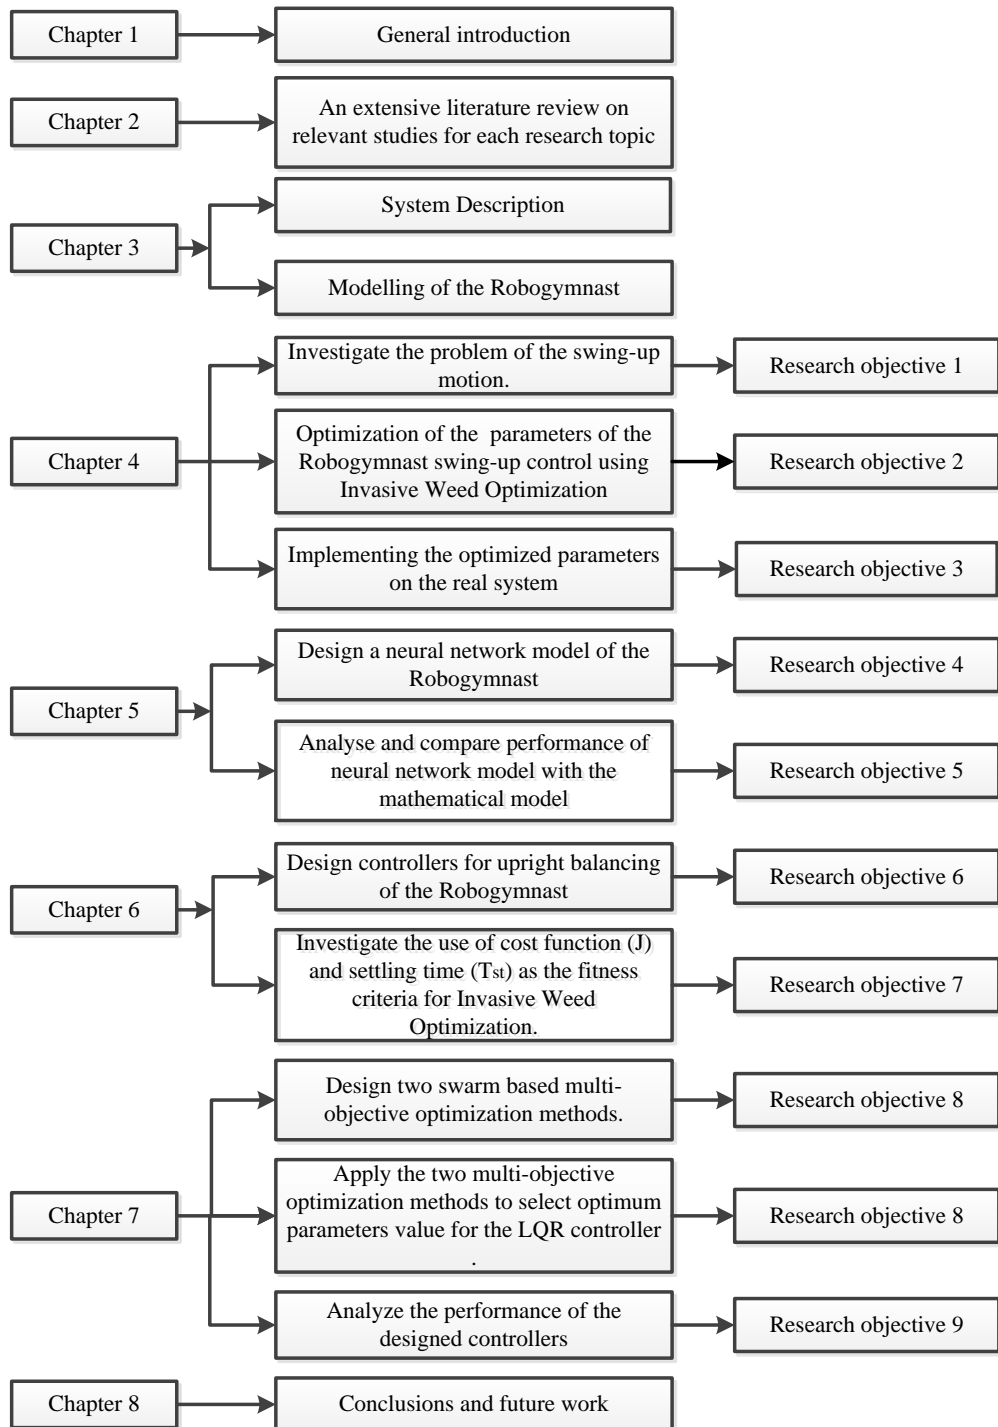 Chapter 1
General introduction
Chapter 2
An extensive literature review on
relevant studies for each research topic
Chapter 3
System Description
Modelling of the Robogymnast
Chapter 4
Investigate the problem of the swing-up
motion.
Research objective 1
Optimization of the parameters of the
Robogymnast swing-up control using
Invasive Weed Optimization
Research objective 2
Implementing the optimized parameters
on the real system
Research objective 3
Chapter 5
Design a neural network model of the
Robogymnast
Research objective 4
Analyse and compare performance of
neural network model with the
mathematical model
Research objective 5
Chapter 6
Design controllers for upright balancing
of the Robogymnast
Research objective 6
Investigate the use of cost function (J)
and settling time (Tst) as the fitness
criteria for Invasive Weed
Optimization.
Research objective 7
Chapter 7
Design two swarm based multi-
objective optimization methods.
Research objective 8
Apply the two multi-objective
optimization methods to select optimum
parameters value for the LQR controller
.
Research objective 8
Analyze the performance of the
designed controllers
Research objective 9
Chapter 8
Conclusions and future work